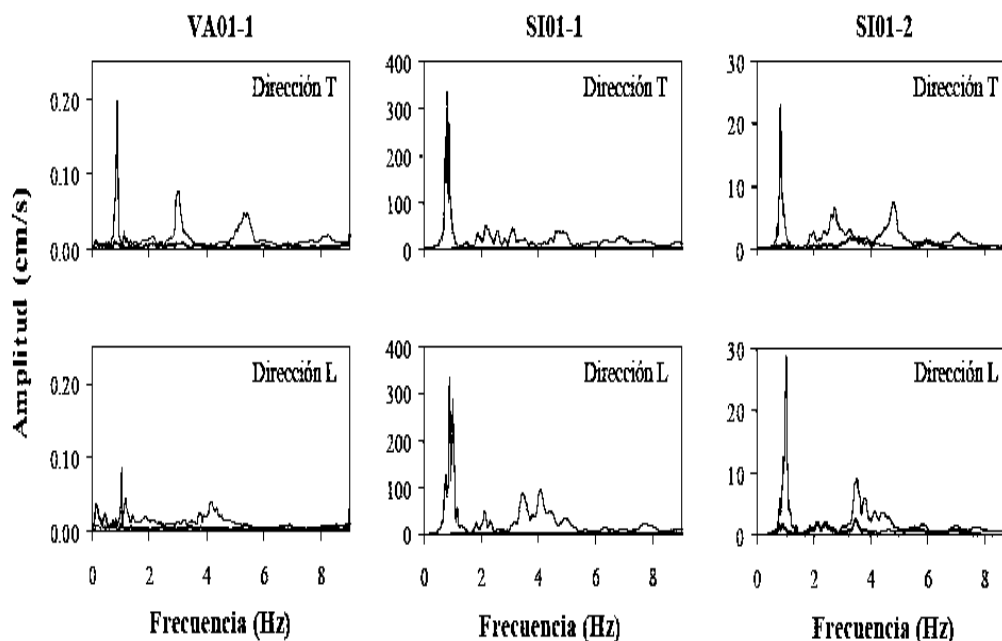 VA01-1 SI01-1 SI01-2
Amplitud (cm/s)
0.20
0.10
0.00
Dirección T
400
300
200
100
0
Dirección T
30
20
10
0
Dirección T
0.20
0.10
0.00
Dirección L
400
300
200
100
0
Dirección L
30
20
10
0
Dirección L
0 2 4 6 8 0 2 4 6 8 0 2 4 6 8
Frecuencia (Hz) Frecuencia (Hz) Frecuencia (Hz)